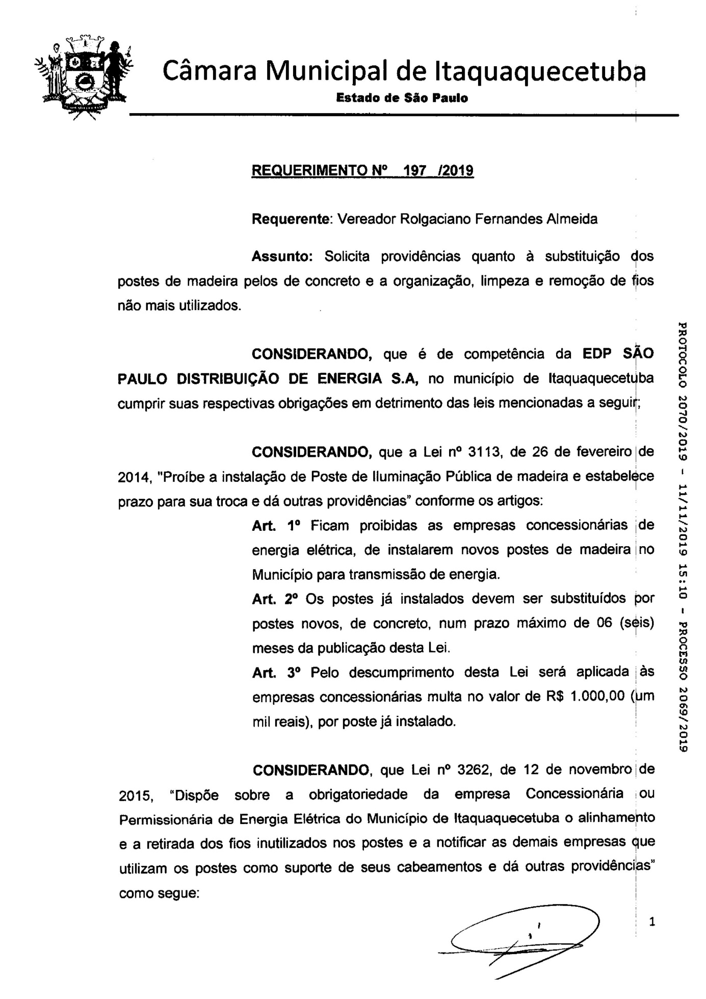 Câmara Municipal de Itaquaquecetuba
Estado de São Paulo
REQUERIMENTO Nº 197 /2019
Requerente: Vereador Rolgaciano Fernandes Almeida
Assunto: Solicita providências quanto à substituição dos
postes de madeira pelos de concreto e a organização, limpeza e remoção de fios
não mais utilizados.
CONSIDERANDO, que é de competência da EDP SÃO
PAULO DISTRIBUIÇÃO DE ENERGIA S.A, no município de Itaquaquecetuba
cumprir suas respectivas obrigações em detrimento das leis mencionadas a seguir;
CONSIDERANDO, que a Lei nº 3113, de 26 de fevereiro de
2014, "Proíbe a instalação de Poste de Iluminação Pública de madeira e estabelece
prazo para sua troca e dá outras providências” conforme os artigos:
Art. 1º Ficam proibidas as empresas concessionárias de
energia elétrica, de instalarem novos postes de madeira no
Município para transmissão de energia.
Art. 2º Os postes já instalados devem ser substituídos por
postes novos, de concreto, num prazo máximo de 06 (seis)
meses da publicação desta Lei.
Art. 3º Pelo descumprimento desta Lei será aplicada às
empresas concessionárias multa no valor de R$ 1.000,00 (um
mil reais), por poste já instalado.
CONSIDERANDO, que Lei nº 3262, de 12 de novembro de
2015, “Dispõe sobre a obrigatoriedade da empresa Concessionária ou
Permissionária de Energia Elétrica do Município de Itaquaquecetuba o alinhamento
e a retirada dos fios inutilizados nos postes e a notificar as demais empresas que
utilizam os postes como suporte de seus cabeamentos e dá outras providências”
como segue:
1
PROTOCOLO 2070/2019 - 11/11/2019 15:10 - PROCESSO 2069/2019